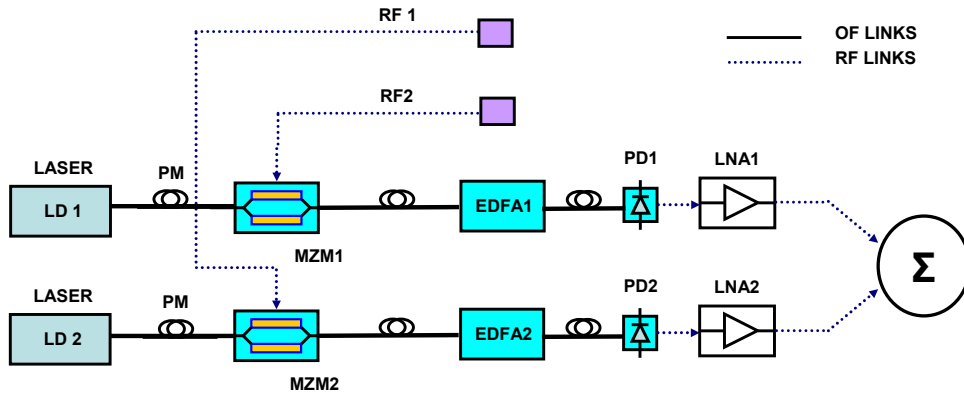 RF 1
OF LINKS
RF LINKS
RF2
LASER
PM
PD1
LNA1
LD 1
EDFA1
MZM1
Σ
LASER
PM
PD2
LNA2
LD 2
EDFA2
MZM2